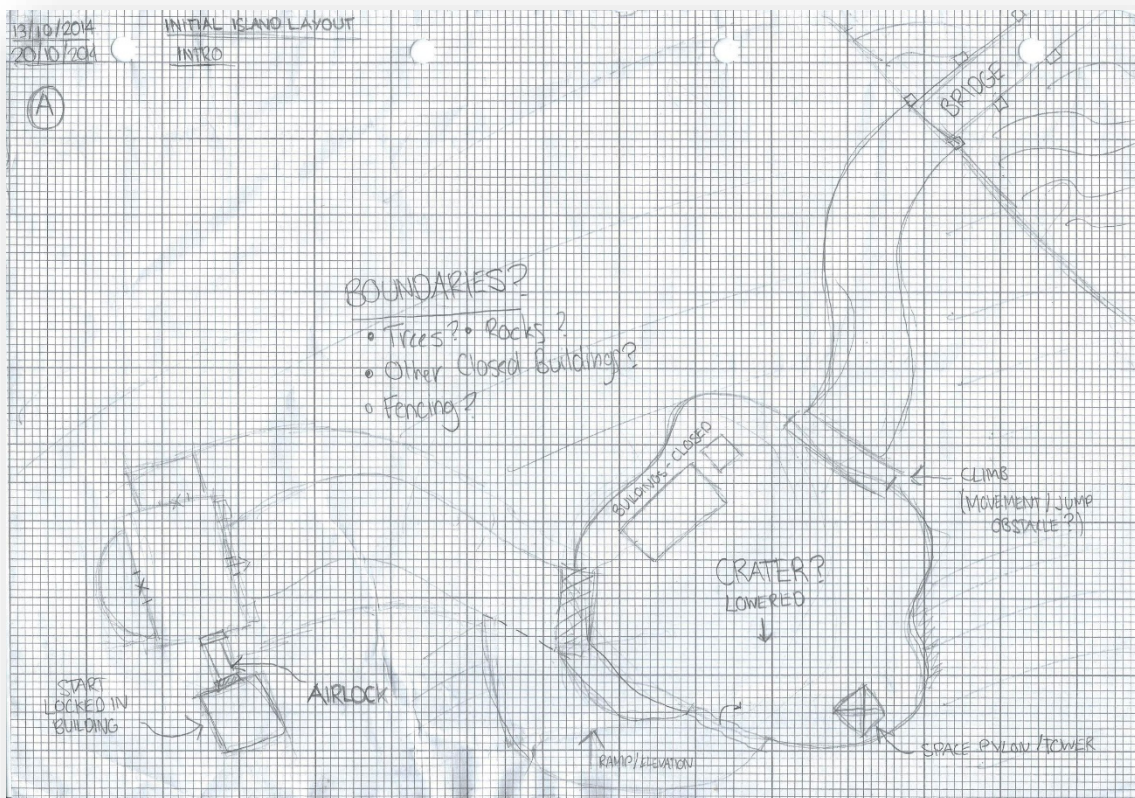 13/10/2014
20/10/2014
INITIAL ISLAND LAYOUT
INTRO
A
BRIDGE
BOUNDARIES?
• Trees? • Rocks?
• Other Closed Buildings?
• Fencing?
BUILDINGS - CLOSED
CLIMB
(MOVEMENT / JUMP
OBSTACLE?)
CRATER?
LOWERED
START
LOCKED IN
BUILDING
AIRLOCK
RAMP/ELEVATION
SPACE PYLON/TOWER